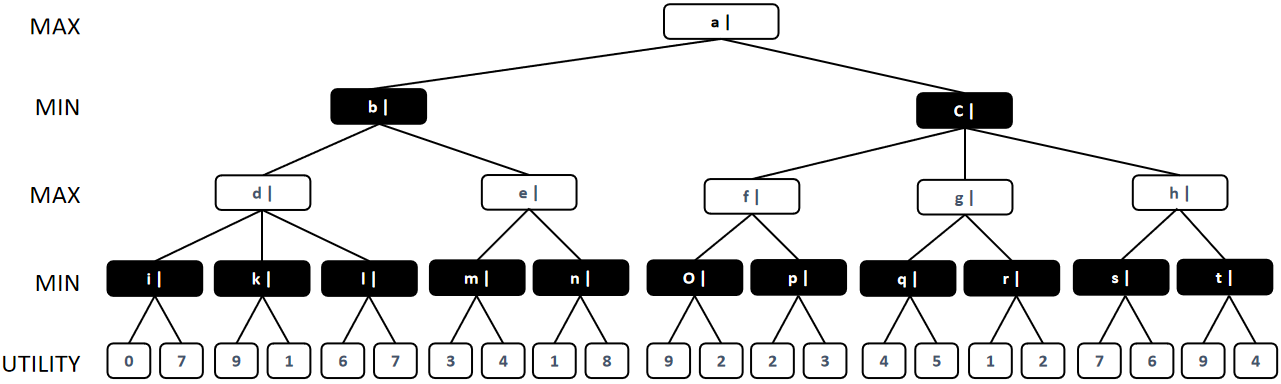 MAX a |
MIN b | C |
MAX d | e | f | g | h |
MIN i | k | l | m | n | O | p | q | r | s | t |
UTILITY 0 7 9 1 6 7 3 4 1 8 9 2 2 3 4 5 1 2 7 6 9 4